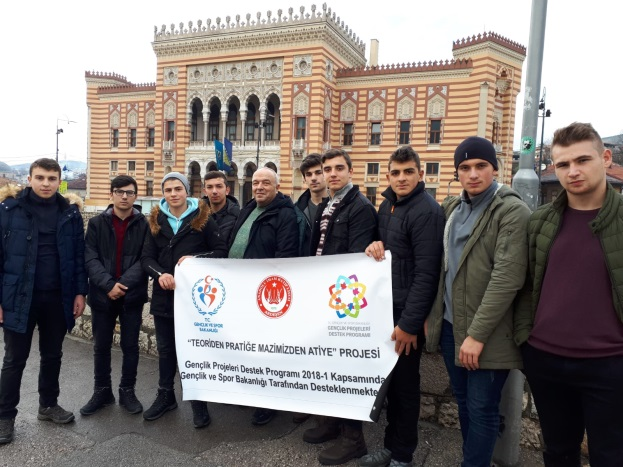 T.C.
GENÇLİK VE SPOR
BAKANLIĞI
GENÇLİK PROJELERİ
DESTEK PROGRAMI
"TEORİDEN PRATİĞE MAZİMİZDEN ATİYE" PROJESİ
Gençlik Projeleri Destek Programı 2018-1 Kapsamında
Gençlik ve Spor Bakanlığı Tarafından Desteklenmekte